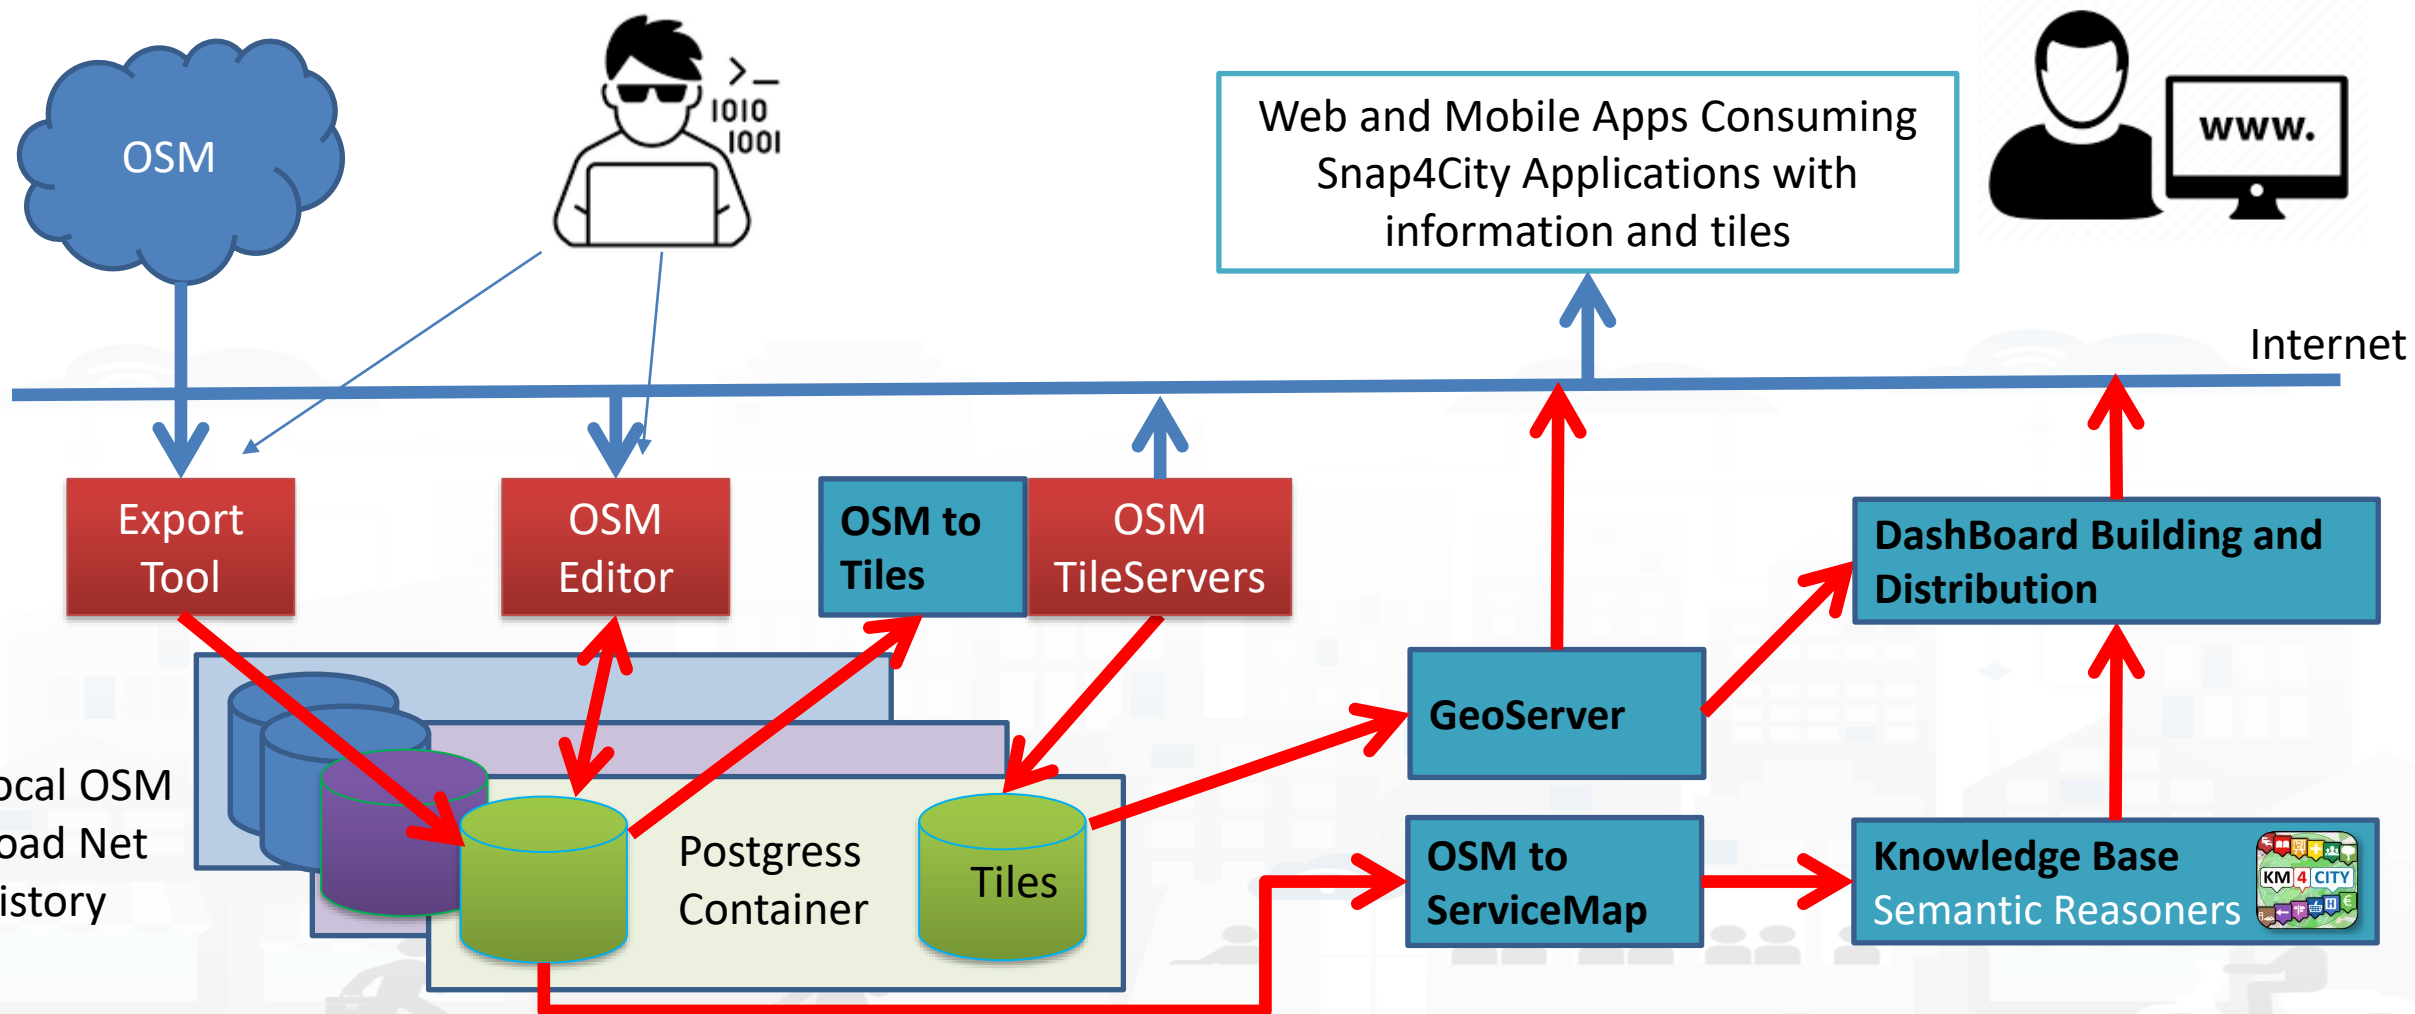 OSM
>_
1010
1001
Web and Mobile Apps Consuming
Snap4City Applications with
information and tiles
www.
Internet
Export
Tool
OSM
Editor
OSM to
Tiles
OSM
TileServers
DashBoard Building and
Distribution
GeoServer
ocal OSM
oad Net
istory
Postgress
Container
Tiles
OSM to
ServiceMap
Knowledge Base
Semantic Reasoners
KM 4 CITY